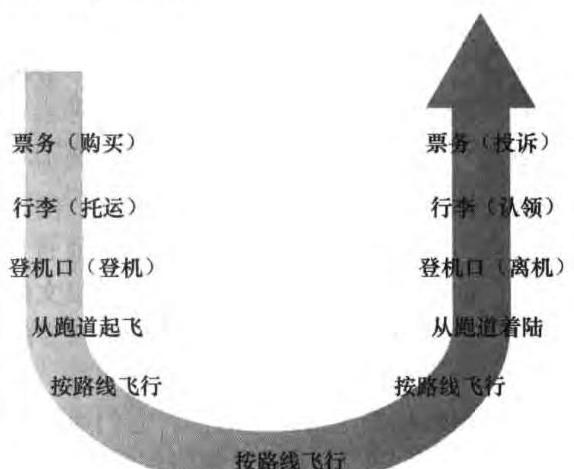 票务（购买）
行李（托运）
登机口（登机）
从跑道起飞
按路线飞行
按路线飞行
按路线飞行
从跑道着陆
登机口（离机）
行李（认领）
票务（投诉）